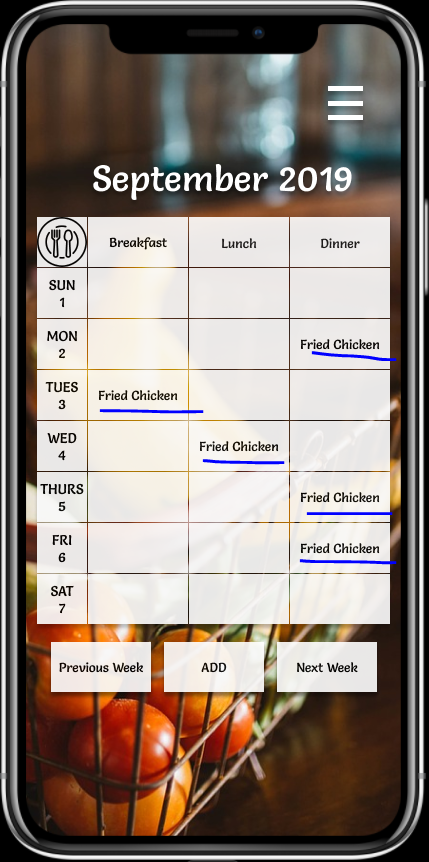 September 2019
Breakfast Lunch Dinner
SUN
1
MON
2
Fried Chicken
TUES
3
Fried Chicken
WED
4
Fried Chicken
THURS
5
Fried Chicken
FRI
6
Fried Chicken
SAT
7
Previous Week ADD Next Week